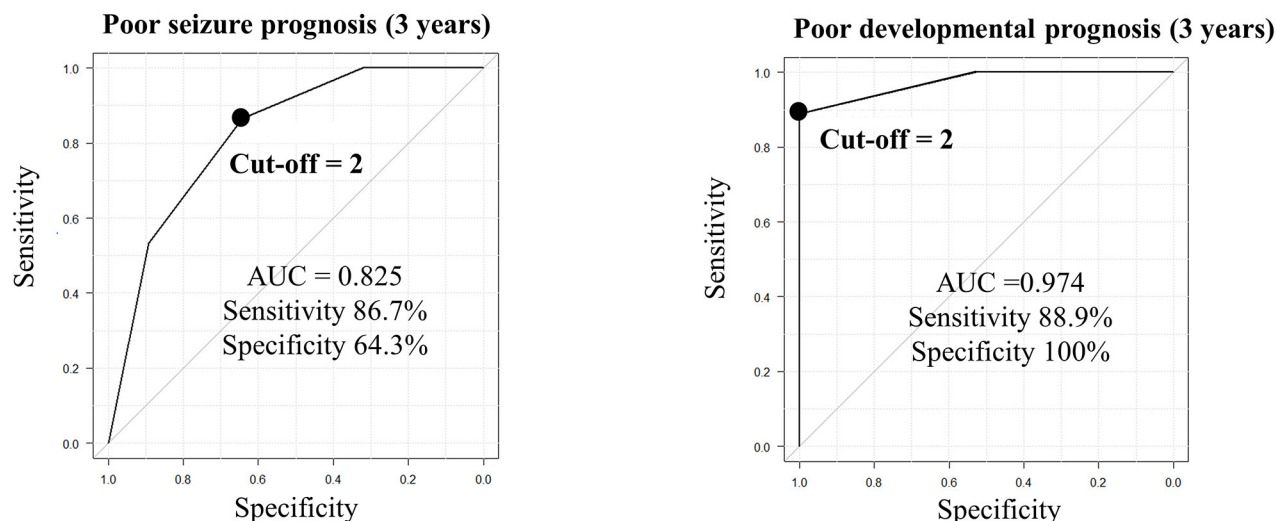 Poor seizure prognosis (3 years)
1.0
0.8
0.6
0.4
0.2
0.0
Sensitivity
Cut-off = 2
AUC = 0.825
Sensitivity 86.7%
Specificity 64.3%
1.0
0.8
0.6
0.4
0.2
0.0
Specificity
Poor developmental prognosis (3 years)
1.0
0.8
0.6
0.4
0.2
0.0
Sensitivity
Cut-off = 2
AUC =0.974
Sensitivity 88.9%
Specificity 100%
1.0
0.8
0.6
0.4
0.2
0.0
Specificity